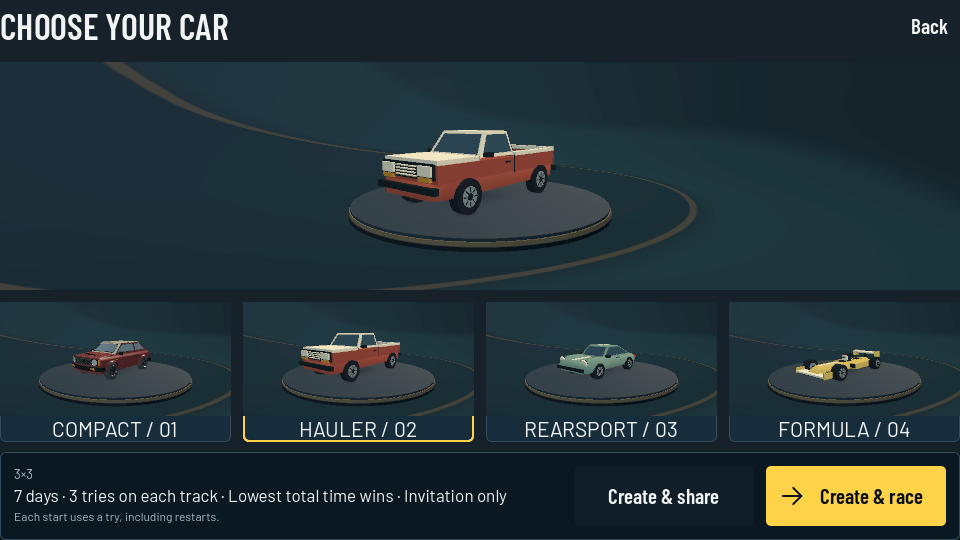 CHOOSE YOUR CAR
Back
COMPACT / 01
HAULER / 02
REARSPORT / 03
FORMULA / 04
3×3
7 days · 3 tries on each track · Lowest total time wins · Invitation only
Each start uses a try, including restarts.
Create & share
Create & race